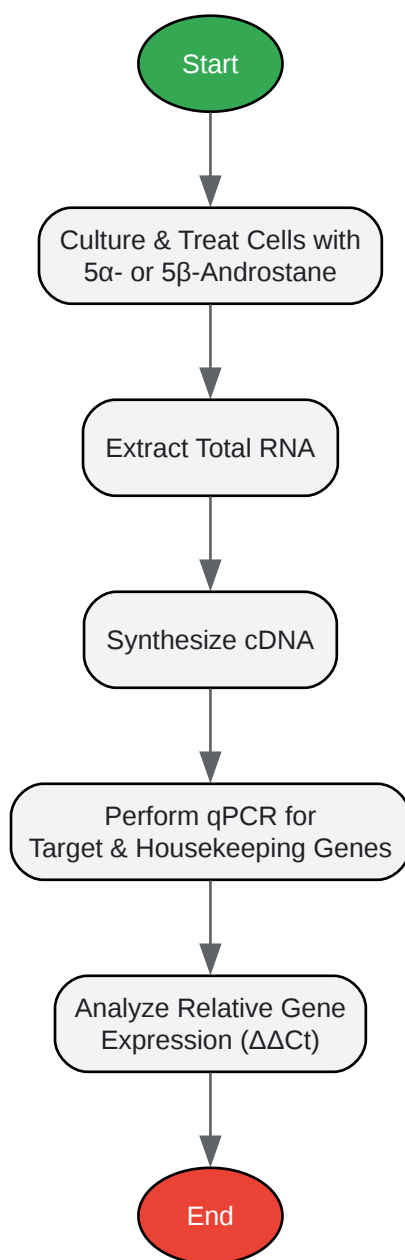 Start
Culture & Treat Cells with
5α- or 5β-Androstane
Extract Total RNA
Synthesize cDNA
Perform qPCR for
Target & Housekeeping Genes
Analyze Relative Gene
Expression (ΔΔCt)
End